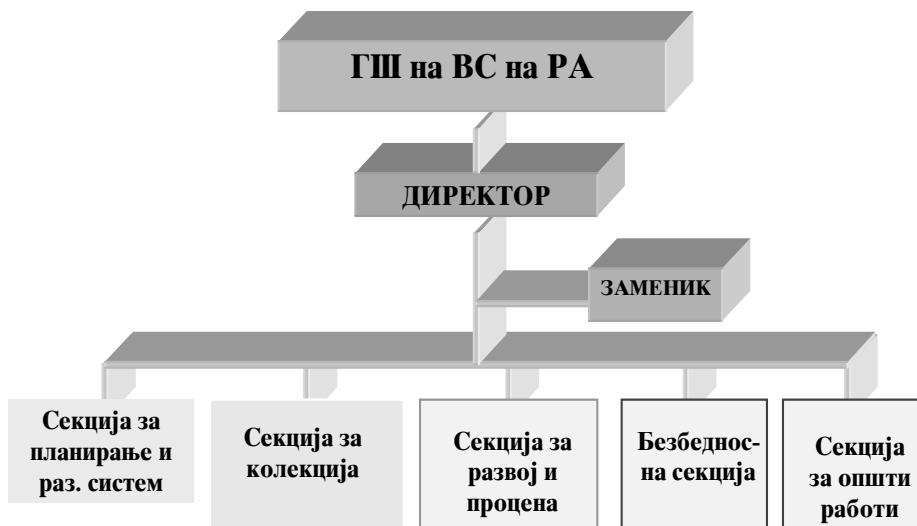 ГШ на ВС на РА
ДИРЕКТОР
ЗАМЕНИК
Секција за
планирање и
раз. систем
Секција за
колекција
Секција за
развој и
процена
Безбеднос-
на секција
Секција
за општи
работи